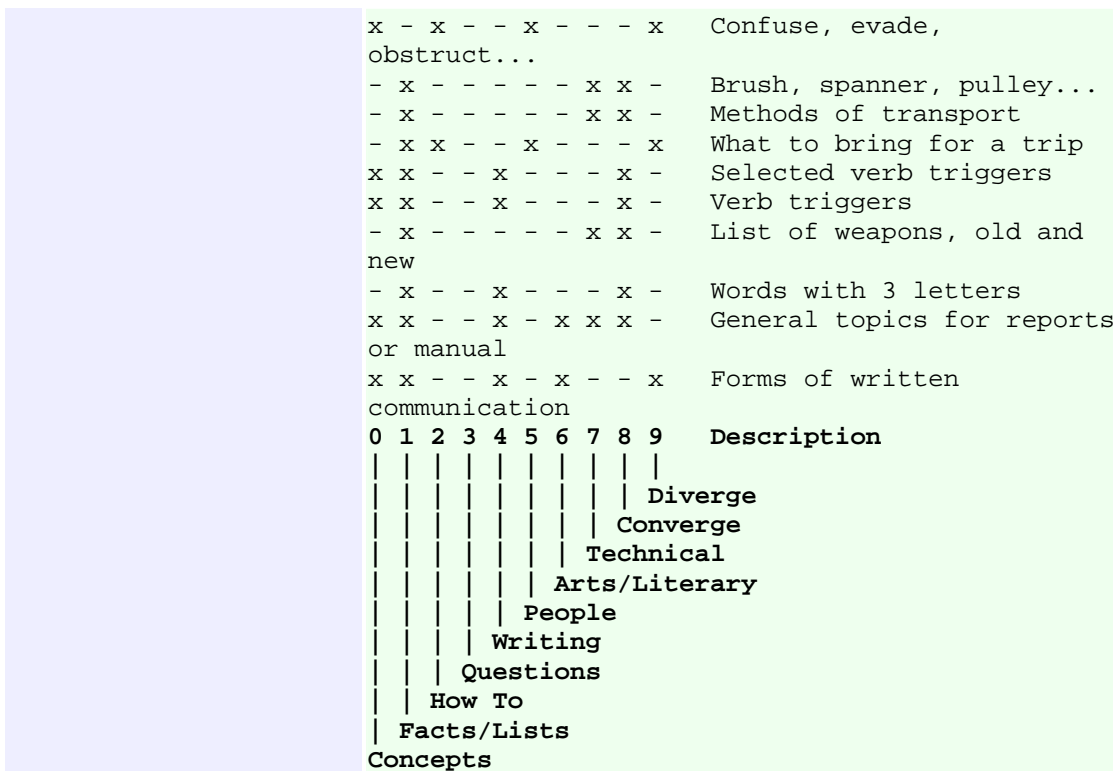 x - x - - x - - - x   Confuse, evade,
obstruct...
- x - - - - - x x -   Brush, spanner, pulley...
- x - - - - - x x -   Methods of transport
- x x - - x - - - x   What to bring for a trip
x x - - x - - - x -   Selected verb triggers
x x - - x - - - x -   Verb triggers
- x - - - - - x x -   List of weapons, old and
new
- x - - x - - - x -   Words with 3 letters
x x - - x - x x x -   General topics for reports
or manual
x x - - x - x - - x   Forms of written
communication
0 1 2 3 4 5 6 7 8 9   Description
| | | | | | | | | |
| | | | | | | | | Diverge
| | | | | | | | Converge
| | | | | | | Technical
| | | | | | Arts/Literary
| | | | | People
| | | | Writing
| | | Questions
| | How To
| Facts/Lists
Concepts